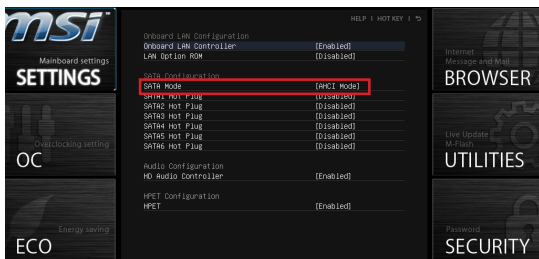 msi
HELP | HOT KEY |
Mainboard settings
SETTINGS
Overclocking setting
OC
Energy saving
ECO
Onboard LAN Configuration
Onboard LAN Controller [Enabled]
LAN Option ROM [Disabled]
SATA Configuration
SATA Mode [AHCI Mode]
SATA1 Hot Plug [Disabled]
SATA2 Hot Plug [Disabled]
SATA3 Hot Plug [Disabled]
SATA4 Hot Plug [Disabled]
SATA5 Hot Plug [Disabled]
SATA6 Hot Plug [Disabled]
Audio Configuration
HD Audio Controller [Enabled]
HPET Configuration
HPET [Enabled]
Internet
Message and Mail
BROWSER
Live Update
M-Flash
UTILITIES
Password
SECURITY